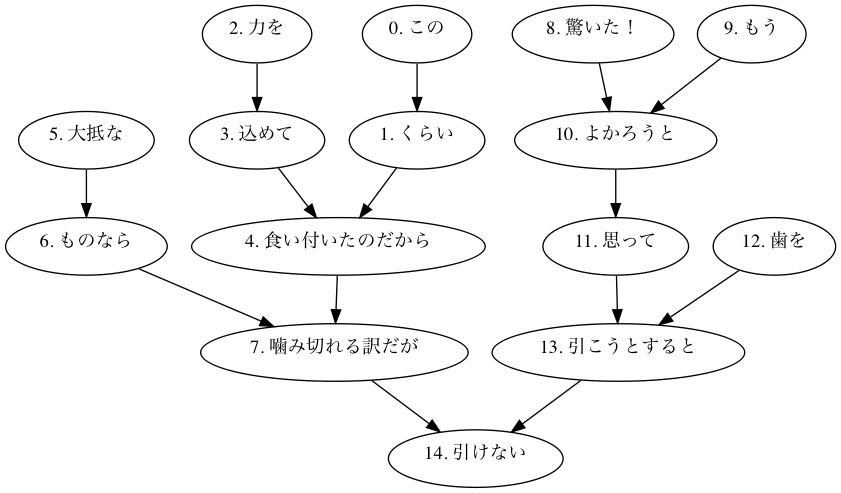 2. 力を
0. この
8. 驚いた！
9. もう
5. 大抵な
3. 込めて
1. くらい
10. よかろうと
6. ものなら
4. 食い付いたのだから
11. 思って
12. 歯を
7. 噛み切れる訳だが
13. 引こうとすると
14. 引けない